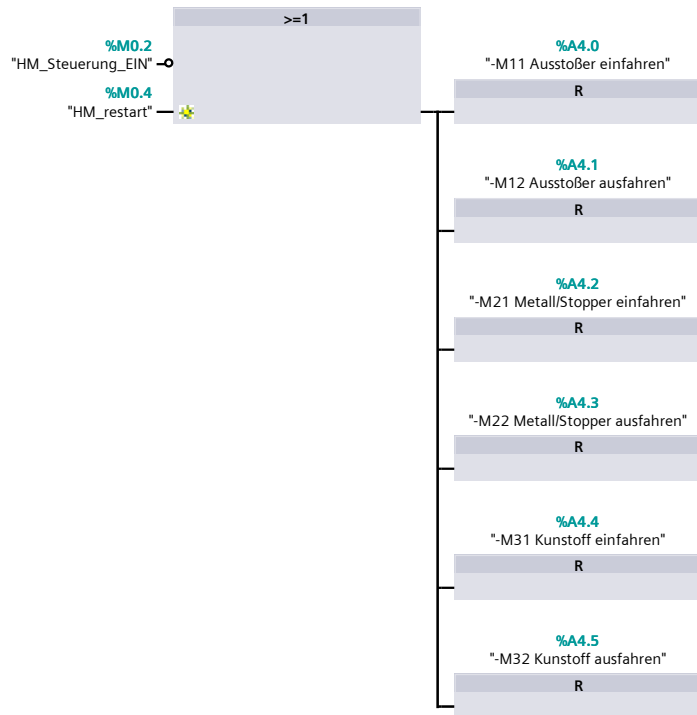 >=1
%M0.2
"HM_Steuerung_EIN"
%M0.4
"HM_restart"
%A4.0
"-M11 Ausstoßer einfahren"
R
%A4.1
"-M12 Ausstoßer ausfahren"
R
%A4.2
"-M21 Metall/Stopper einfahren"
R
%A4.3
"-M22 Metall/Stopper ausfahren"
R
%A4.4
"-M31 Kunstoff einfahren"
R
%A4.5
"-M32 Kunstoff ausfahren"
R